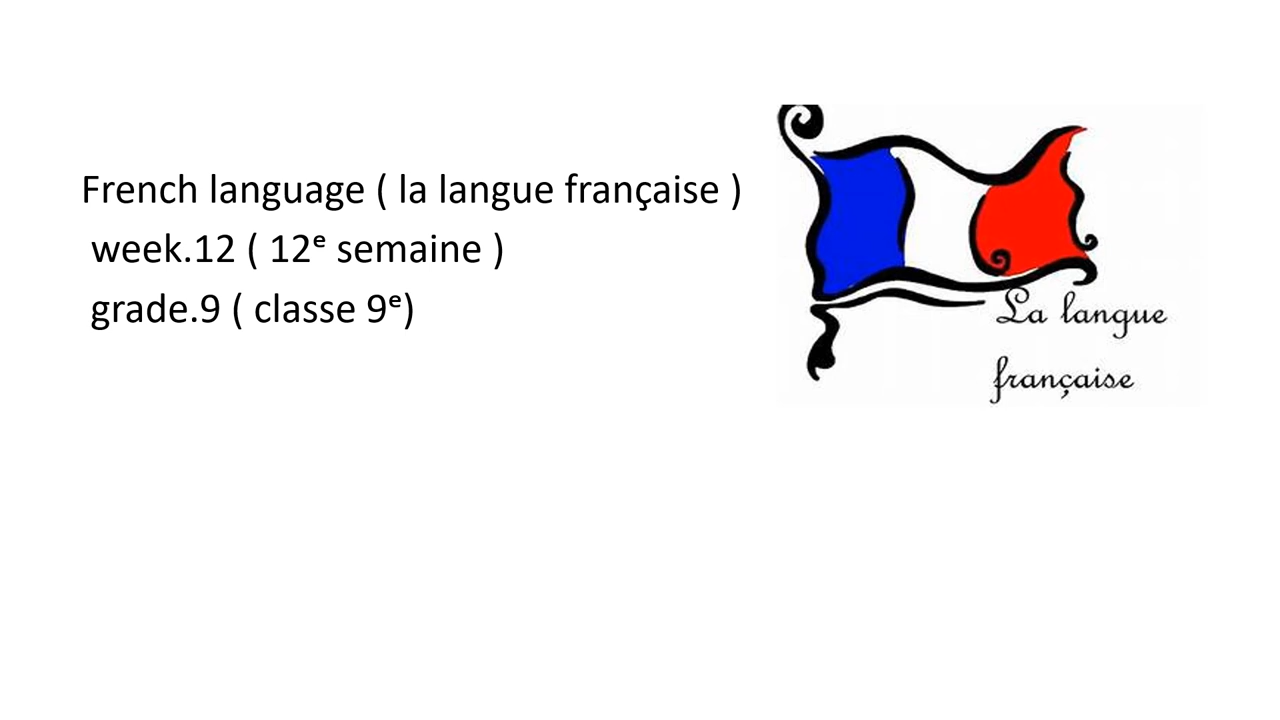 French language ( la langue française )
week.12 ( 12ᵉ semaine )
grade.9 ( classe 9ᵉ)
La langue
française